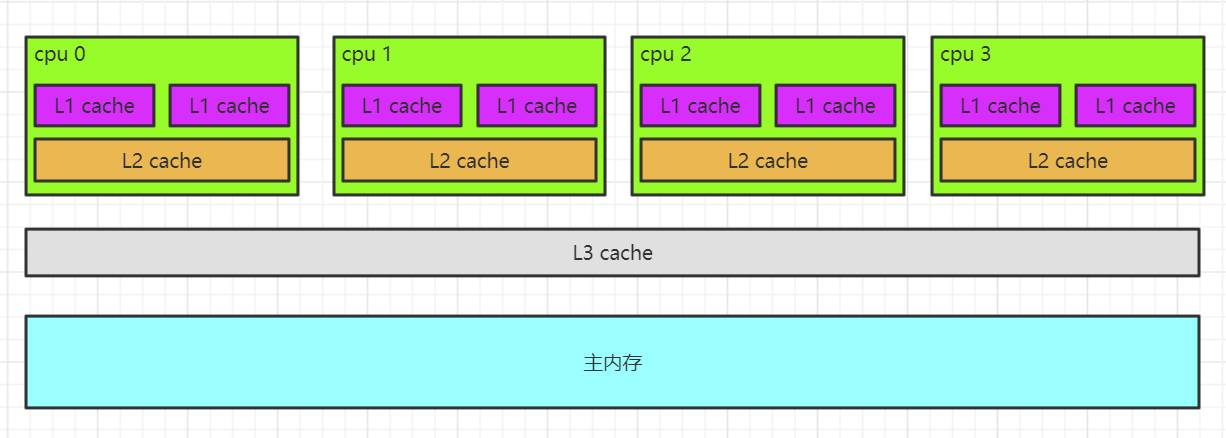 cpu 0
L1 cache
L1 cache
L2 cache
cpu 1
L1 cache
L1 cache
L2 cache
cpu 2
L1 cache
L1 cache
L2 cache
cpu 3
L1 cache
L1 cache
L2 cache
L3 cache
主内存